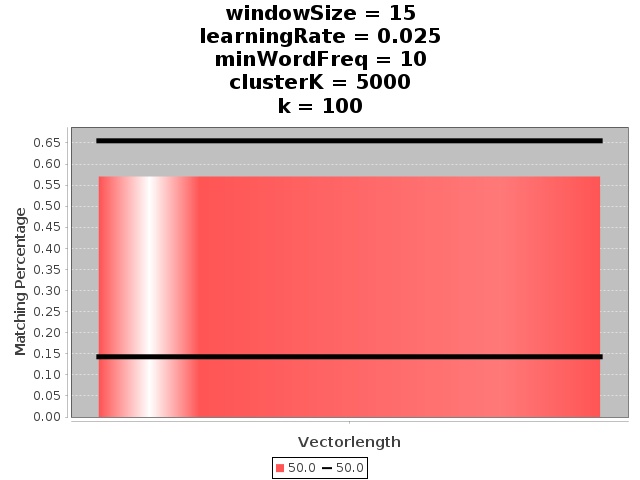 windowSize = 15
learningRate = 0.025
minWordFreq = 10
clusterK = 5000
k = 100
Matching Percentage
0.65
0.60
0.55
0.50
0.45
0.40
0.35
0.30
0.25
0.20
0.15
0.10
0.05
0.00
Vectorlength
50.0 50.0